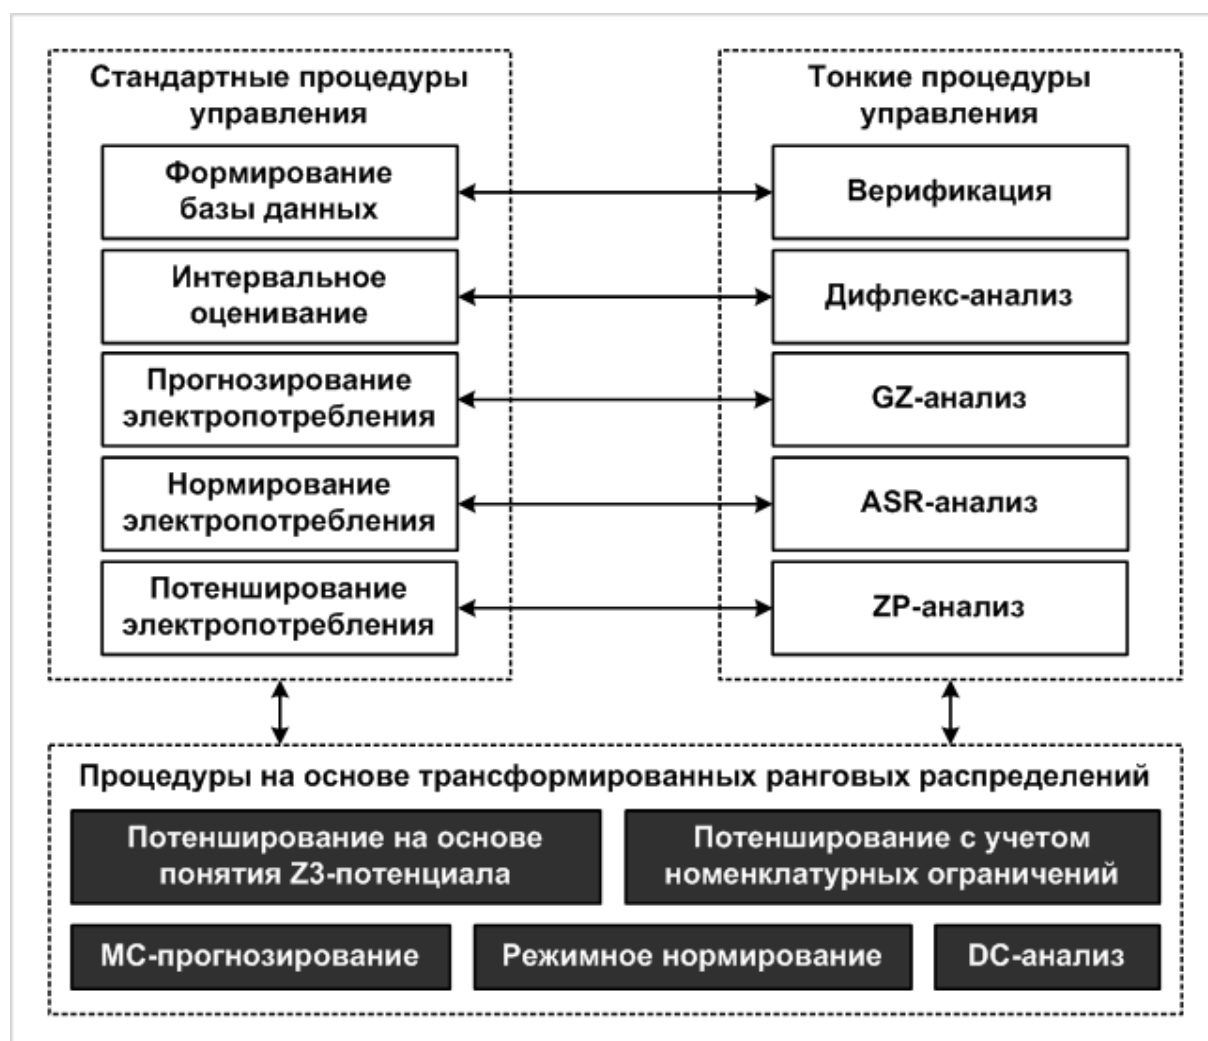 Стандартные процедуры
управления
Формирование
базы данных
Интервальное
оценивание
Прогнозирование
электропотребления
Нормирование
электропотребления
Потенширование
электропотребления
Тонкие процедуры
управления
Верификация
Дифлекс-анализ
GZ-анализ
ASR-анализ
ZP-анализ
Процедуры на основе трансформированных ранговых распределений
Потенширование на основе
понятия Z3-потенциала
Потенширование с учетом
номенклатурных ограничений
МС-прогнозирование
Режимное нормирование
DC-анализ